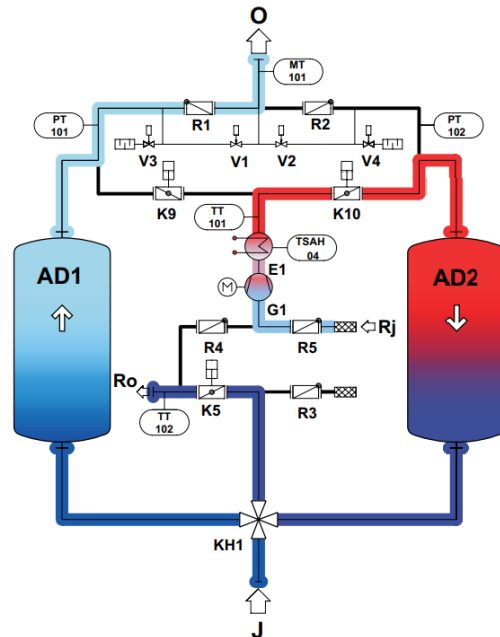 O
MT
101
PT
101
R1
R2
PT
102
V3
V1
V2
V4
K9
K10
TT
101
TSAH
04
E1
AD1
AD2
M
G1
Rj
R4
R5
Ro
K5
R3
TT
102
KH1
J